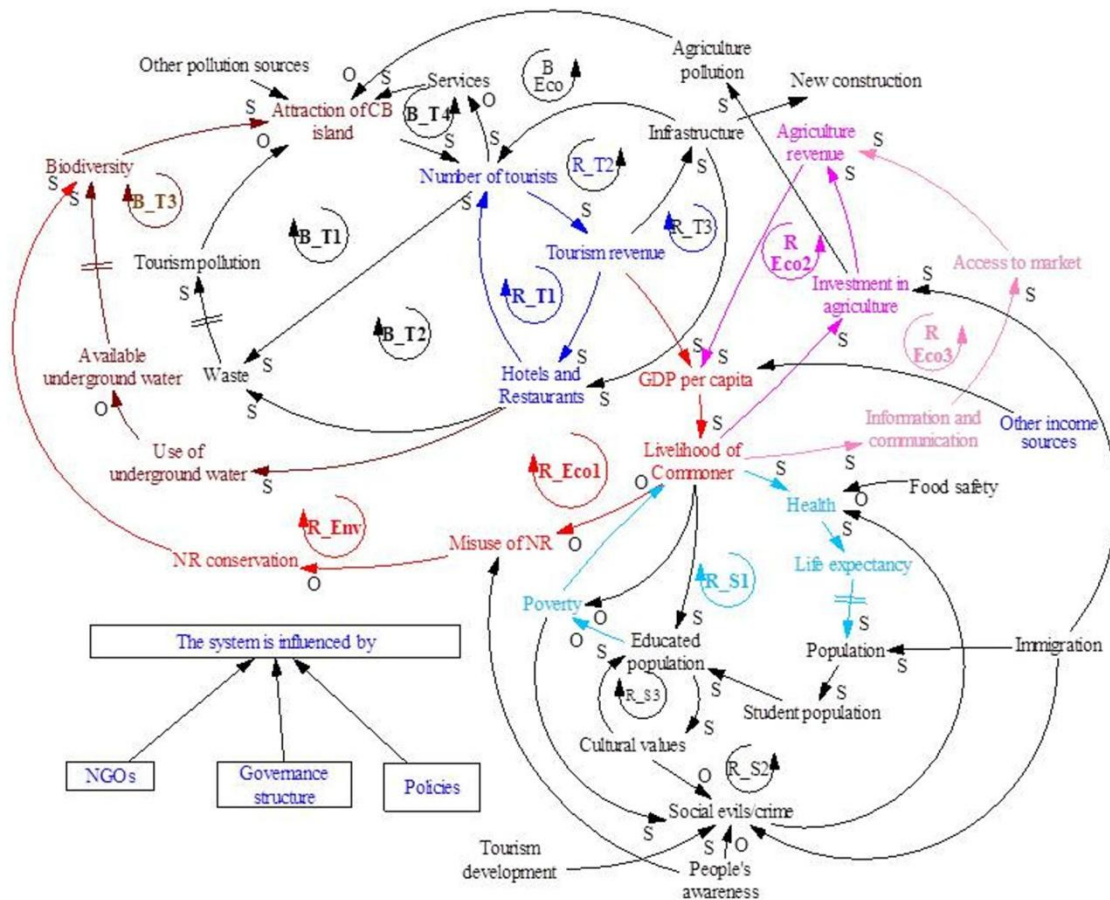 Agriculture
pollution
Other pollution sources
Services
B
Eco
New construction
O
S
O
S
S
Attraction of CB
island
B_T4
Infrastructure
Agriculture
revenue
S
O
S
S
S
S
Biodiversity
Number of tourists
R_T2
S
S
S
B_T3
S
R_T3
B_T1
Tourism revenue
R
Eco2
Access to market
Tourism pollution
S
R_T1
Investment in
agriculture
S
S
B_T2
S
R
Eco3
Available
underground water
Waste
S
S
S
S
Hotels and
Restaurants
S
GDP per capita
O
S
S
Information and
communication
Other income
sources
Use of
underground water
R_Eco1
Livelihood of
Commoner
S
S
O
S
Food safety
Health
O
S
R_Env
Misuse of NR
O
NR conservation
O
R_S1
Life expectancy
Poverty
O
S
S
The system is influenced by
O
Educated
population
Population
S
Immigration
S
S
S
R_S3
Student population
S
Cultural values
NGOs
Governance
structure
Policies
O
R_S2
Social evils/crime
S
Tourism
development
S
O
People's
awareness